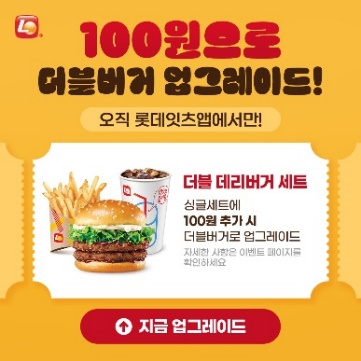 100원으로
더블버거 업그레이드!
오직 롯데잇츠앱에서만!
더블 데리버거 세트
싱글세트에
100원 추가 시
더블버거로 업그레이드
자세한 사항은 이벤트 페이지를
확인하세요
지금 업그레이드